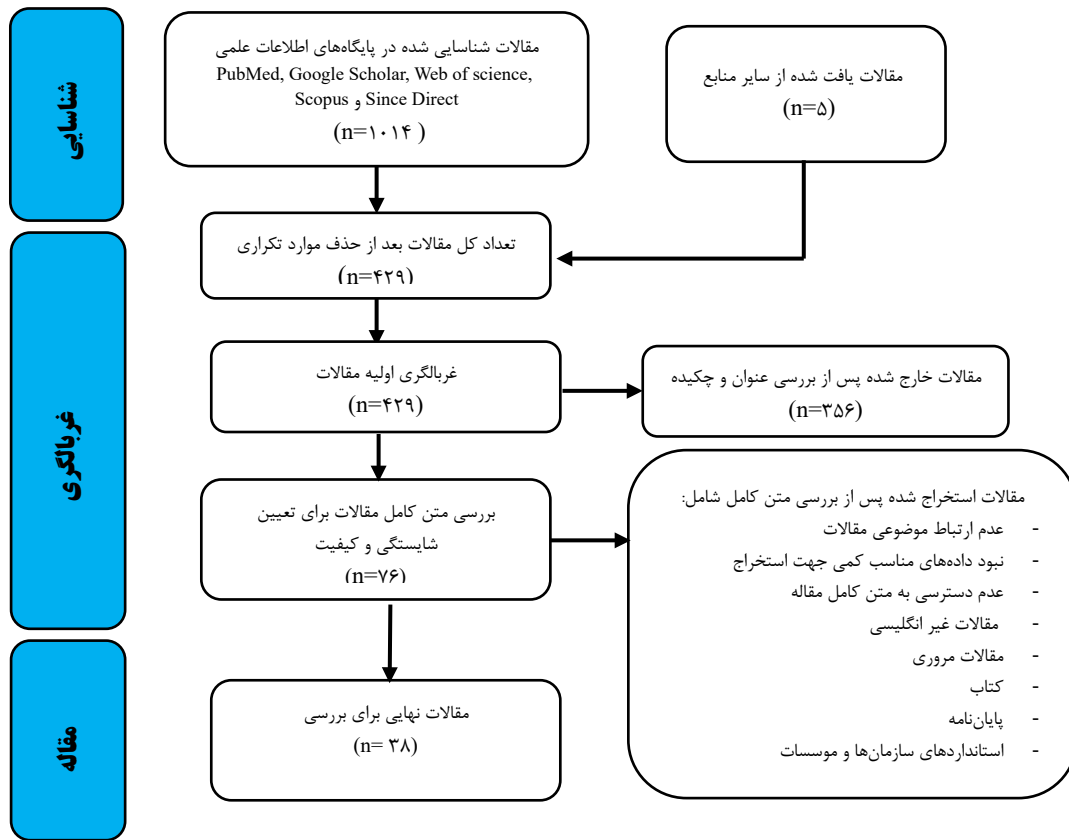 شناسایی
مقالات شناسایی شده در پایگاه‌های اطلاعات علمی
PubMed, Google Scholar, Web of science,
Scopus و Since Direct
(n=۱۰۱۴ )
مقالات یافت شده از سایر منابع
(n=۵)
غربالگری
تعداد کل مقالات بعد از حذف موارد تکراری
(n=۴۲۹)
غربالگری اولیه مقالات
(n=۴۲۹)
مقالات خارج شده پس از بررسی عنوان و چکیده
(n=۳۵۶)
بررسی متن کامل مقالات برای تعیین
شایستگی و کیفیت
(n=۷۶)
مقالات استخراج شده پس از بررسی متن کامل شامل:
- عدم ارتباط موضوعی مقالات
- نبود داده‌های مناسب کمی جهت استخراج
- عدم دسترسی به متن کامل مقاله
- مقالات غیر انگلیسی
- مقالات مروری
- کتاب
- پایان‌نامه
- استانداردهای سازمان‌ها و موسسات
مقاله
مقالات نهایی برای بررسی
(n= ۳۸)